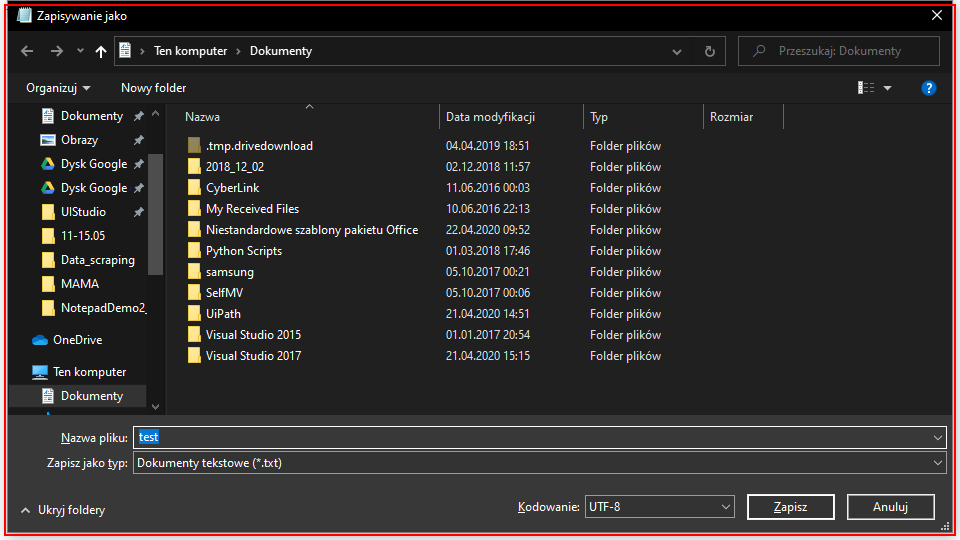 Zapisywanie jako
Ten komputer Dokumenty
Przeszukaj: Dokumenty
Organizuj Nowy folder
Dokumenty
Obrazy
Dysk Google
Dysk Google
UIStudio
11-15.05
Data_scraping
MAMA
NotepadDemo2_
OneDrive
Ten komputer
Dokumenty
Nazwa Data modyfikacji Typ Rozmiar
.tmp.drivedownload 04.04.2019 18:51 Folder plików
2018_12_02 02.12.2018 11:57 Folder plików
CyberLink 11.06.2016 00:03 Folder plików
My Received Files 10.06.2016 22:13 Folder plików
Niestandardowe szablony pakietu Office 22.04.2020 09:52 Folder plików
Python Scripts 01.03.2018 17:46 Folder plików
samsung 05.10.2017 00:21 Folder plików
SelfMV 05.10.2017 00:06 Folder plików
UiPath 21.04.2020 14:51 Folder plików
Visual Studio 2015 01.01.2017 20:54 Folder plików
Visual Studio 2017 21.04.2020 15:15 Folder plików
Nazwa pliku: test
Zapisz jako typ: Dokumenty tekstowe (*.txt)
Ukryj foldery Kodowanie: UTF-8 Zapisz Anuluj